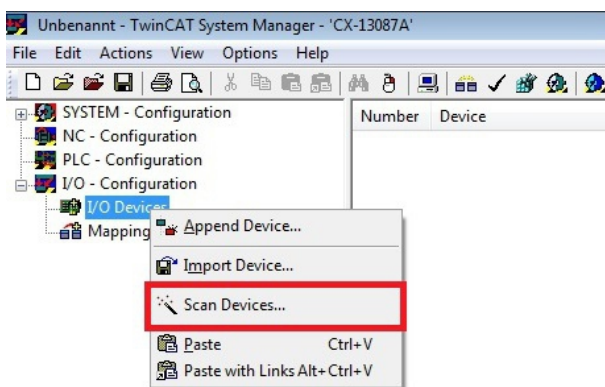 Unbenannt - TwinCAT System Manager - 'CX-13087A'
File Edit Actions View Options Help
SYSTEM - Configuration
NC - Configuration
PLC - Configuration
I/O - Configuration
I/O Devices
Mapping
Number Device
Append Device...
Import Device...
Scan Devices...
Paste Ctrl+V
Paste with Links Alt+Ctrl+V